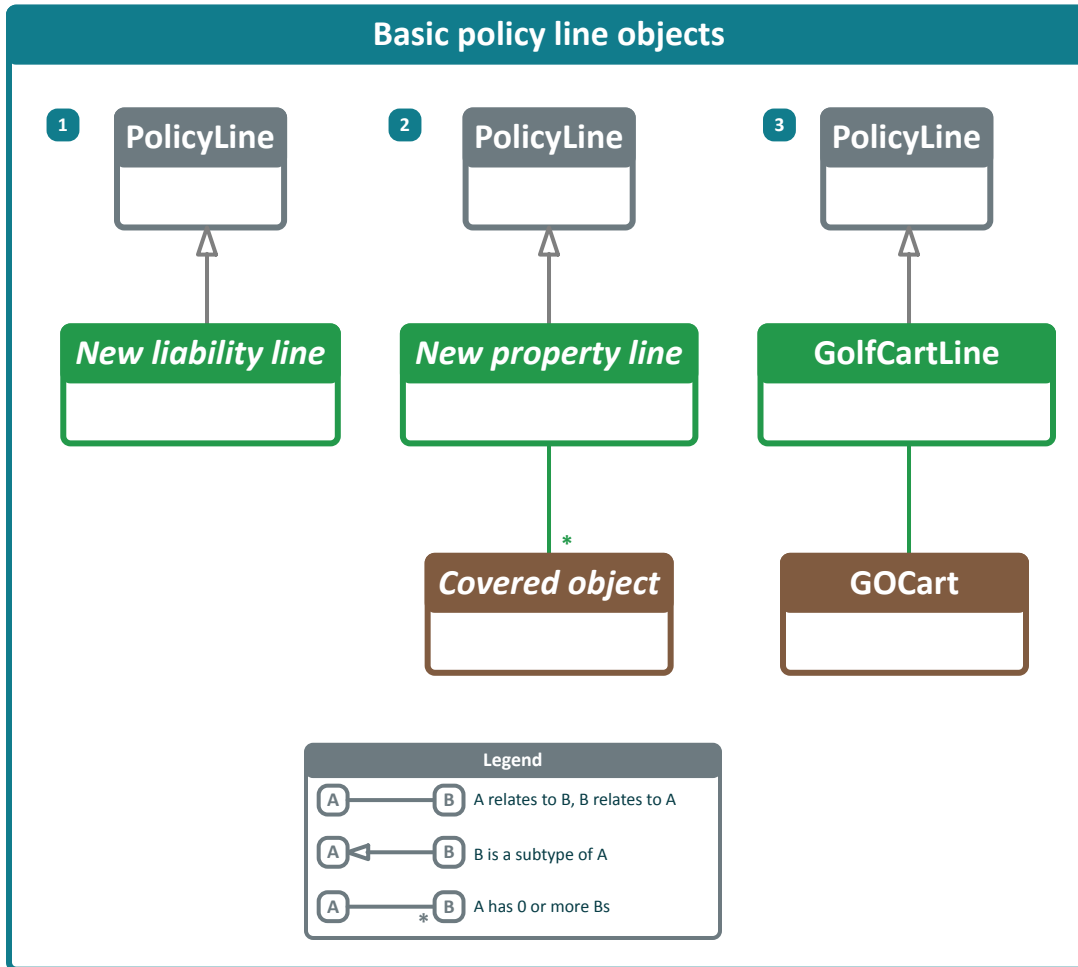 Basic policy line objects
1
PolicyLine
2
PolicyLine
3
PolicyLine
New liability line
New property line
GolfCartLine
*
Covered object
GOCart
Legend
A
B
A relates to B, B relates to A
A
B
B is a subtype of A
A
*
B
A has 0 or more Bs